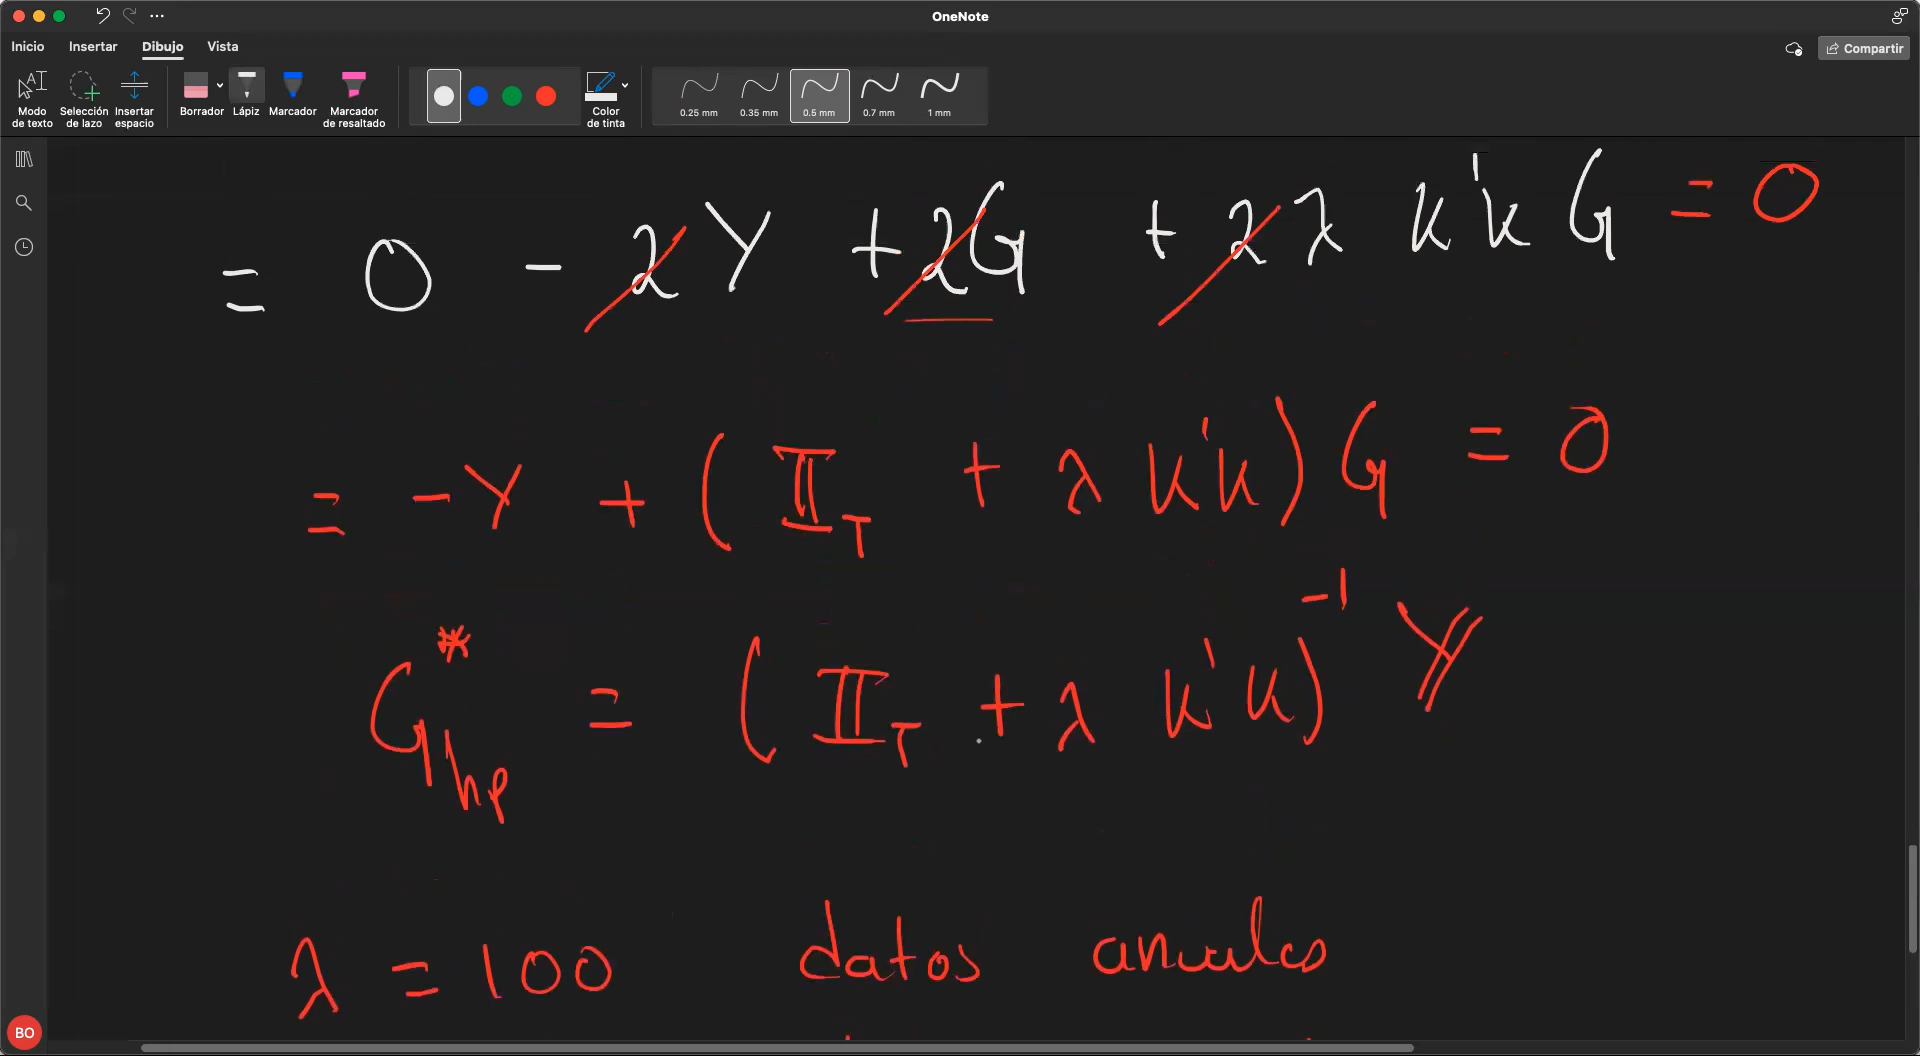 OneNote
Inicio Insertar Dibujo Vista Compartir
Modo de texto Selección de lazo Insertar espacio Borrador Lápiz Marcador Marcador de resaltado Color de tinta 0.25 mm 0.35 mm 0.5 mm 0.7 mm 1 mm
= 0 - 2Y + 2G + 2λ K'K G = 0
= -Y + (𝕀_T + λ K'K) G = 0
G*_hp = (𝕀_T + λ K'K)^-1 Y
λ = 100 datos anuales
BO